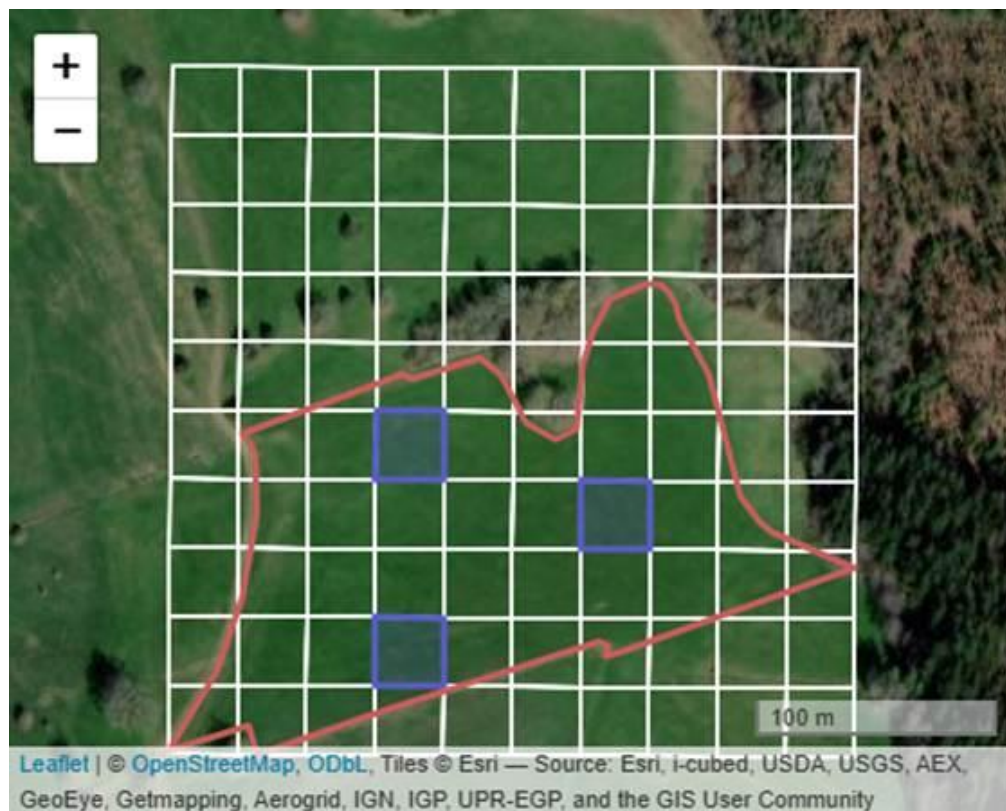 +
−
100 m
Leaflet | © OpenStreetMap, ODbL, Tiles © Esri — Source: Esri, i-cubed, USDA, USGS, AEX,
GeoEye, Getmapping, Aerogrid, IGN, IGP, UPR-EGP, and the GIS User Community